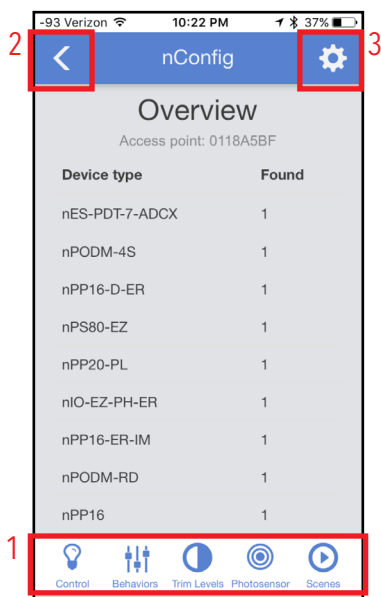 -93 Verizon 10:22 PM 37%
2 nConfig 3
Overview
Access point: 0118A5BF
Device type Found
nES-PDT-7-ADCX 1
nPODM-4S 1
nPP16-D-ER 1
nPS80-EZ 1
nPP20-PL 1
nIO-EZ-PH-ER 1
nPP16-ER-IM 1
nPODM-RD 1
nPP16 1
1
Control Behaviors Trim Levels Photosensor Scenes